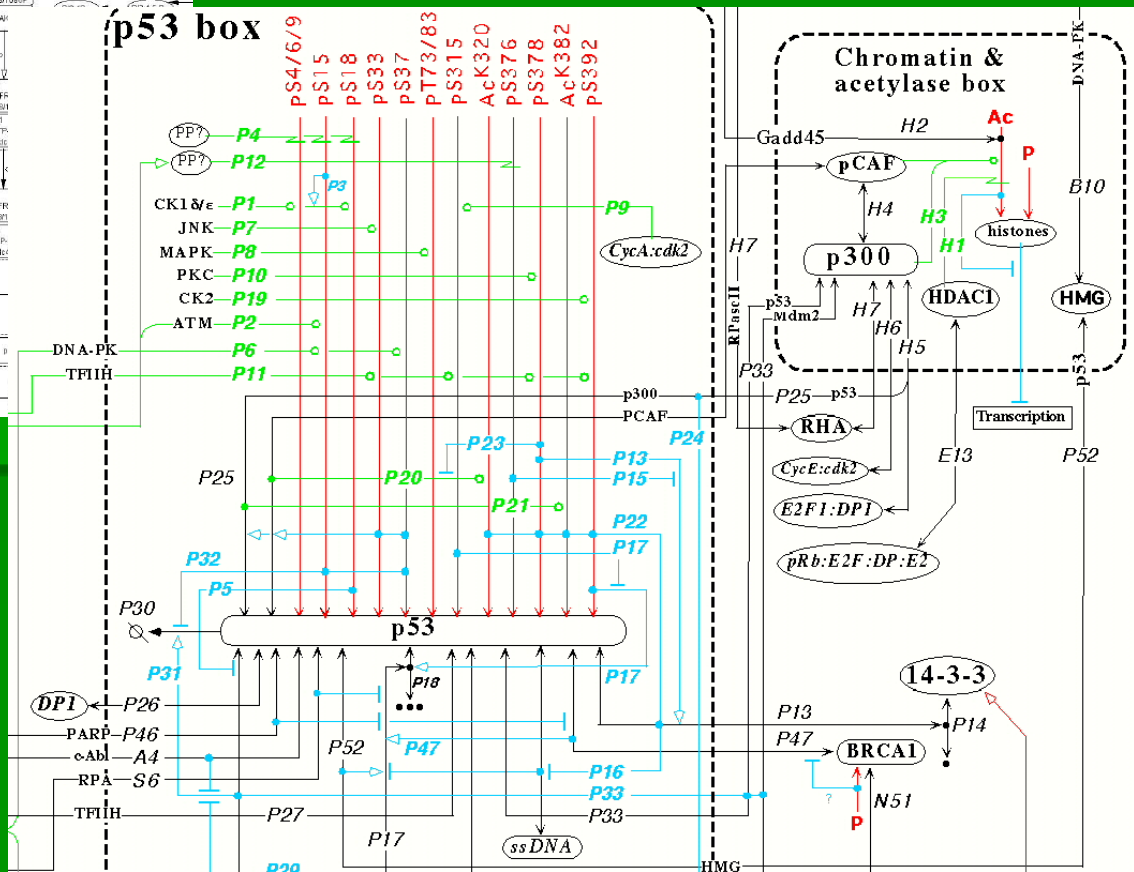 p53 box
pS4/6/9
pS15
pS18
pS33
pS37
pT73/83
pS315
AcK320
pS376
pS378
AcK382
pS392
DNA-PK
Chromatin &
acetylase box
PP?
P4
PP?
P12
P3
CK1δ/ε
P1
P9
JNK
P7
MAPK
P8
CycA:cdk2
PKC
P10
CK2
P19
ATM
P2
DNA-PK
P6
TFIIH
P11
Gadd45
H2
Ac
P
pCAF
B10
H4
H3
H1
H7
histones
p300
HDAC1
HMG
p53
Mdm2
H7
H6
H5
RPaseII
P33
p53
p300
P25
p53
PCAF
P24
RHA
Transcription
P23
P13
P15
CycE:cdk2
E13
P52
P25
P20
P21
E2F1:DP1
P22
P17
pRb:E2F:DP:E2
P32
P5
P30
p53
P31
P18
P17
14-3-3
DP1
P26
P13
P14
PARP
P46
P47
P47
BRCA1
c-Abl
A4
P52
RPA
S6
P16
P33
?
N51
TFIIH
P27
P33
P
P17
ssDNA
P29
HMG